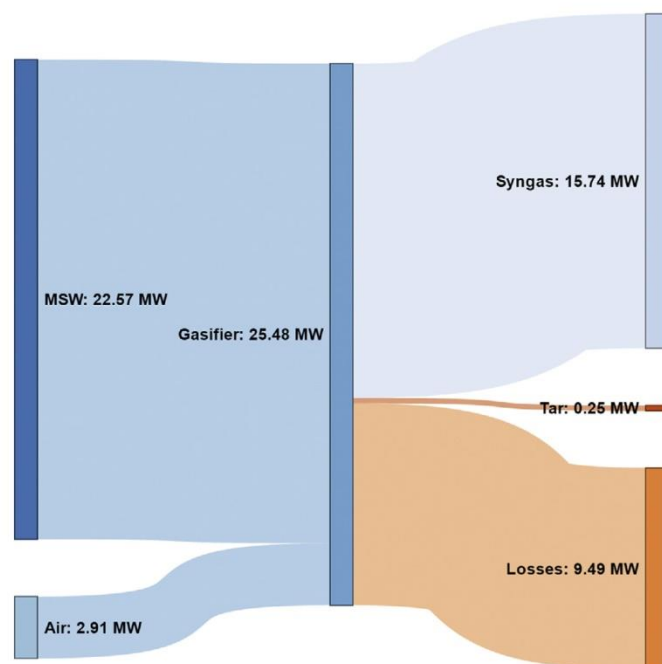 Syngas: 15.74 MW
MSW: 22.57 MW
Gasifier: 25.48 MW
Tar: 0.25 MW
Losses: 9.49 MW
Air: 2.91 MW